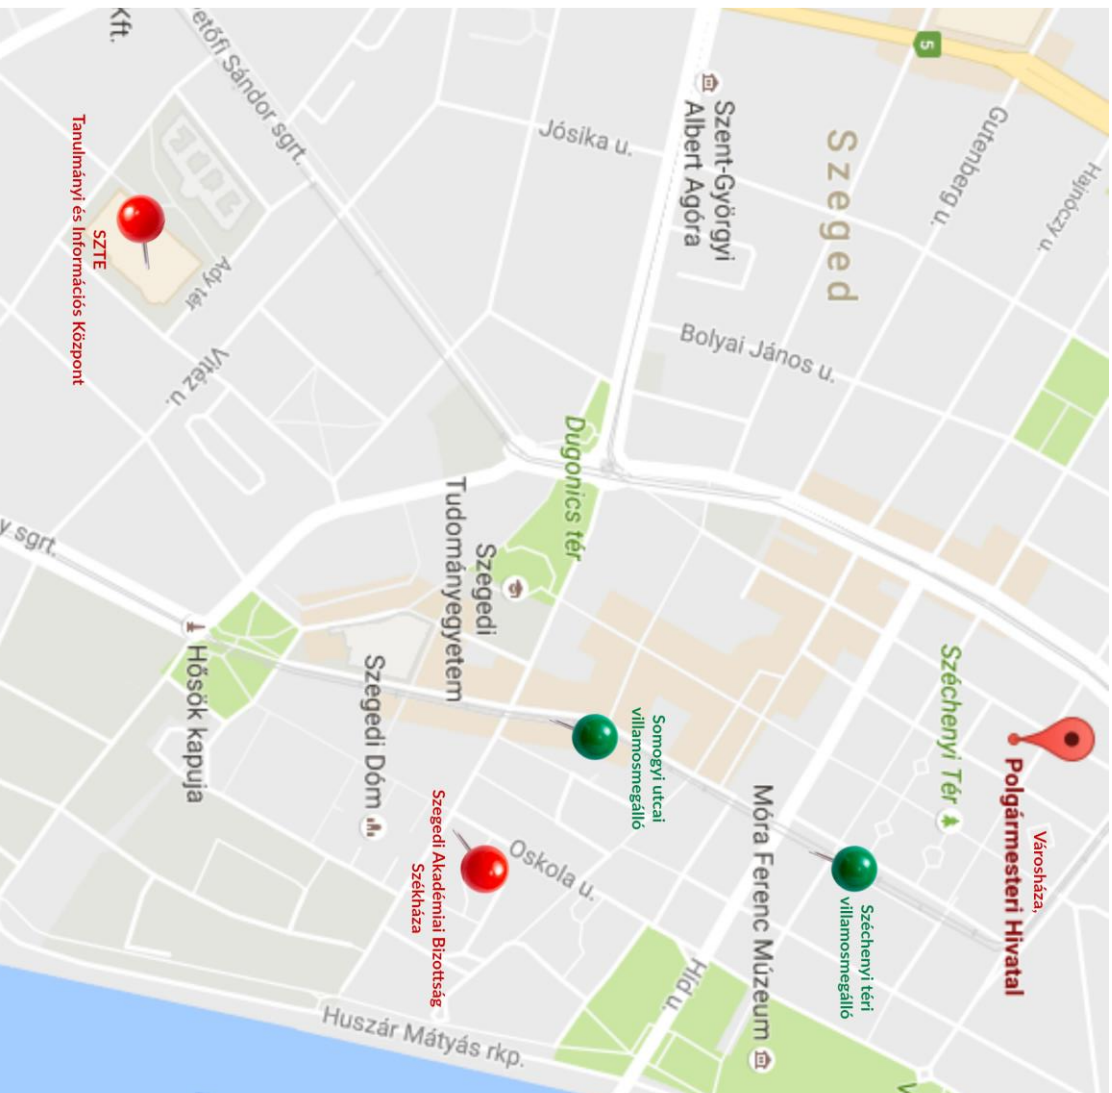 Hajnóczy u.
Városháza,
Polgármesteri Hivatal
Gutenberg u.
Széchenyi Tér
5
Szeged
Széchenyi téri
villamosmegálló
Bolyai János u.
Móra Ferenc Múzeum
Szent-Györgyi
Albert Agóra
Híd u.
Somogyi utcai
villamosmegálló
Jósika u.
Dugonics tér
Oskola u.
Szegedi
Tudományegyetem
Szegedi Akadémiai Bizottság
Székháza
Huszár Mátyás rkp.
Szegedi Dóm
etőfi Sándor sgrt.
Ady tér
Vitéz u.
Hősök kapuja
Kft.
SZTE
Tanulmányi és Információs Központ
y sgrt.